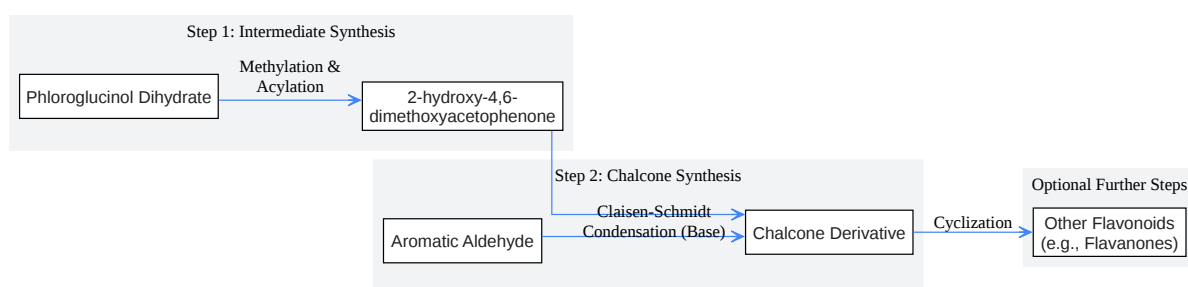 Step 1: Intermediate Synthesis
Phloroglucinol Dihydrate
Methylation &
Acylation
2-hydroxy-4,6-
dimethoxyacetophenone
Step 2: Chalcone Synthesis
Aromatic Aldehyde
Claisen-Schmidt
Condensation (Base)
Chalcone Derivative
Cyclization
Optional Further Steps
Other Flavonoids
(e.g., Flavanones)